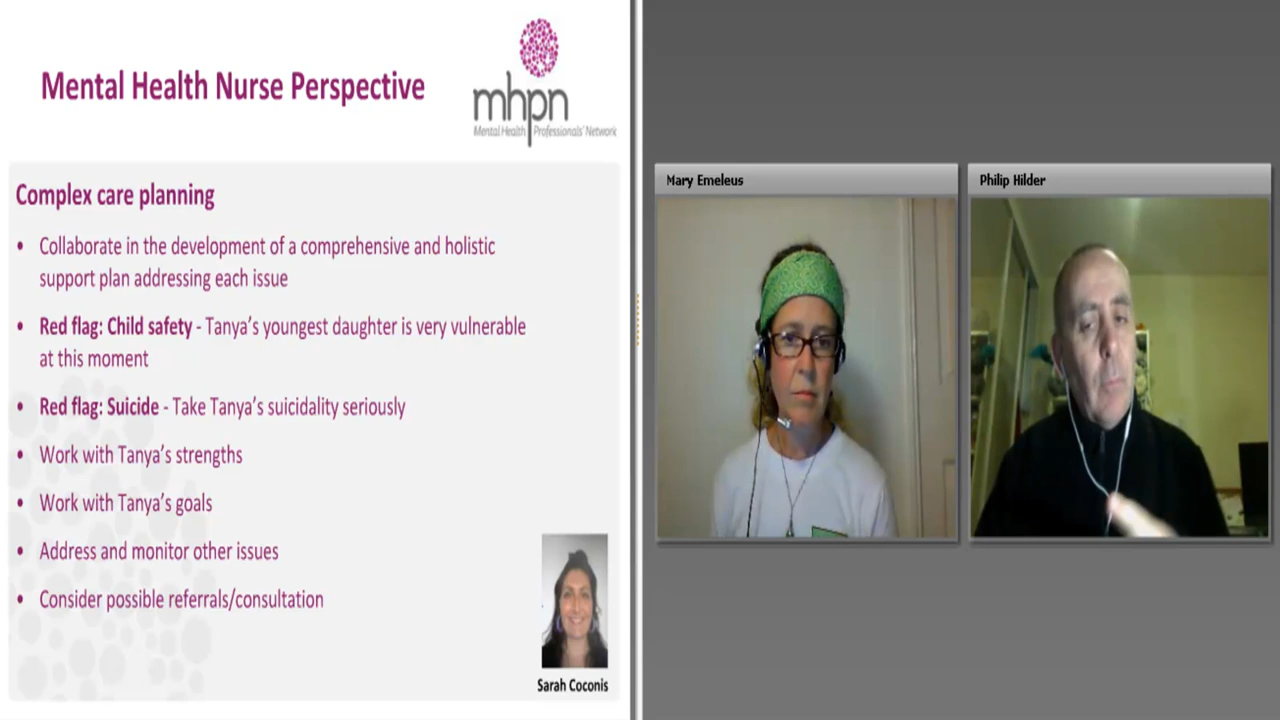 Mental Health Nurse Perspective
mhpn
Mental Health Professionals' Network
Complex care planning
• Collaborate in the development of a comprehensive and holistic
support plan addressing each issue
• Red flag: Child safety - Tanya's youngest daughter is very vulnerable
at this moment
• Red flag: Suicide - Take Tanya's suicidality seriously
• Work with Tanya's strengths
• Work with Tanya's goals
• Address and monitor other issues
• Consider possible referrals/consultation
Sarah Coconis
Mary Emeleus
Philip Hilder